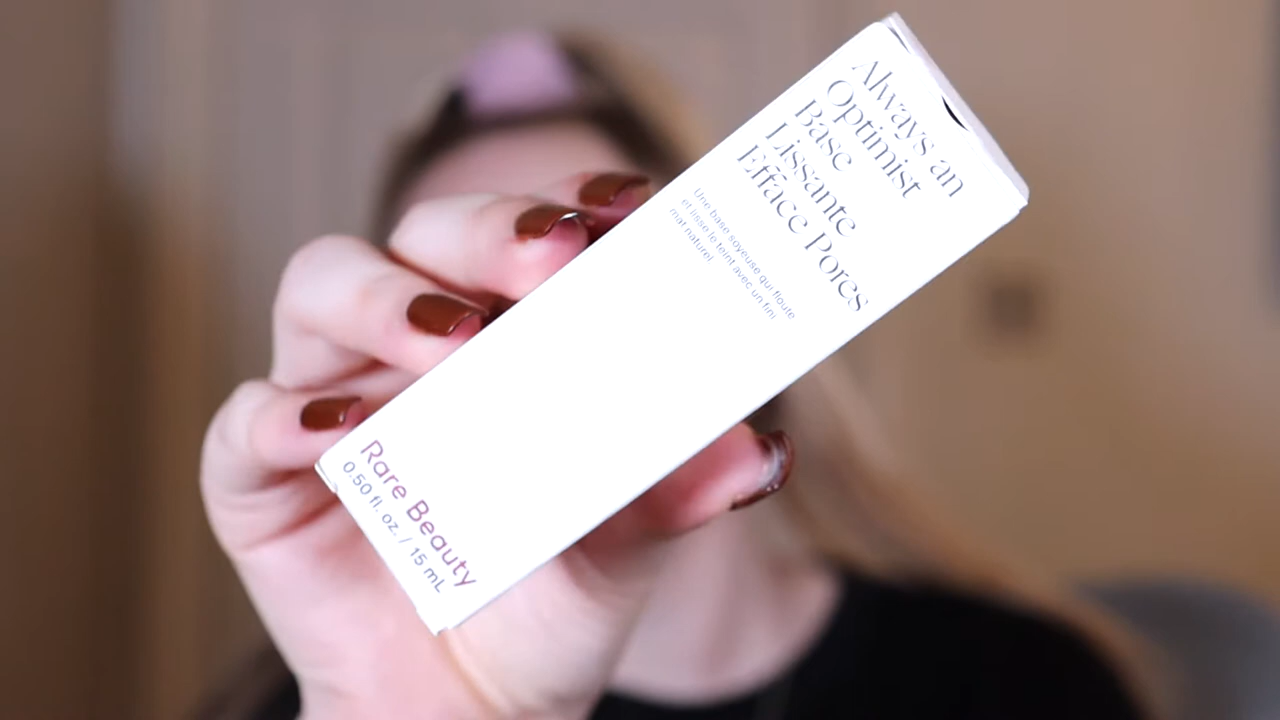 Always an
Optimist
Base
Lissante
Efface Pores
Une base soyeuse qui floute
et lisse le teint avec un fini
mat naturel.
Rare Beauty
0.50 fl. oz. / 15 mL